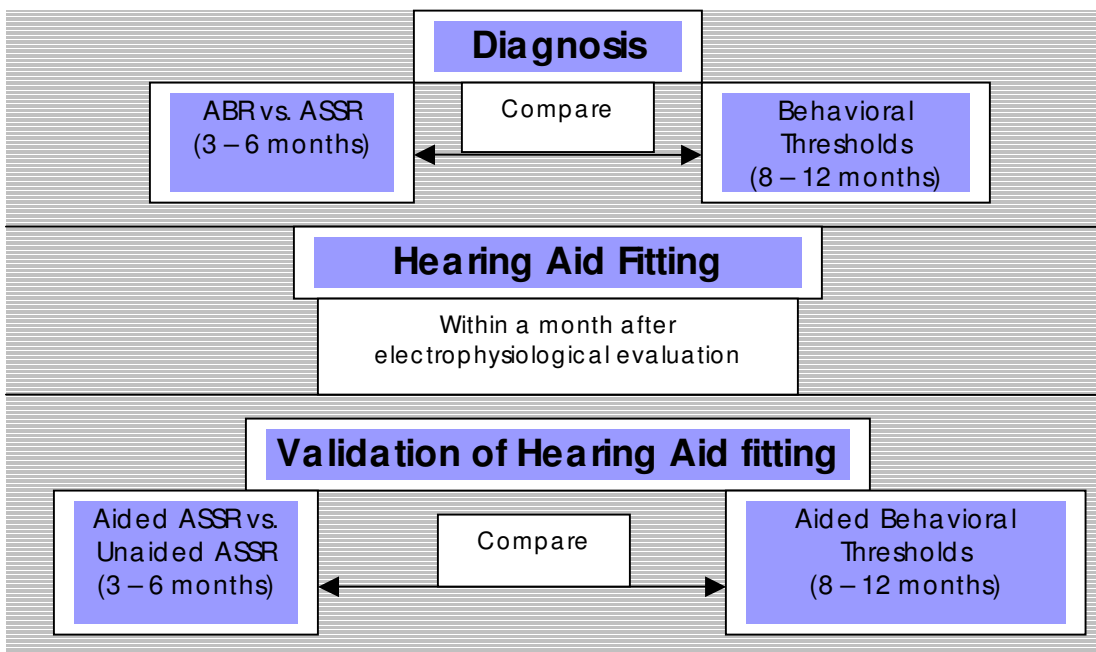 Diagnosis
ABR vs. ASSR
(3 – 6 months)
Compare
Behavioral
Thresholds
(8 – 12 months)
Hearing Aid Fitting
Within a month after
electrophysiological evaluation
Validation of Hearing Aid fitting
Aided ASSR vs.
Unaided ASSR
(3 – 6 months)
Compare
Aided Behavioral
Thresholds
(8 – 12 months)